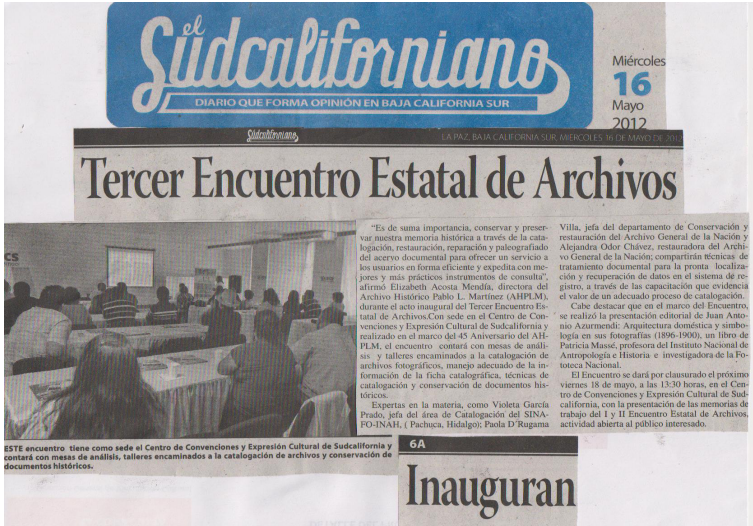 el
Südcaliforniano
DIARIO QUE FORMA OPINIÓN EN BAJA CALIFORNIA SUR
Miércoles
16
Mayo
2012
Südcaliforniano
LA PAZ, BAJA CALIFORNIA SUR, MIÉRCOLES 16 DE MAYO DE 2012
Tercer Encuentro Estatal de Archivos
CS
ESTE encuentro tiene como sede el Centro de Convenciones y Expresión Cultural de Sudcalifornia y
contará con mesas de análisis, talleres encaminados a la catalogación de archivos y conservación de
documentos históricos.
"Es de suma importancia, conservar y preser-
var nuestra memoria histórica a través de la cata-
logación, restauración, reparación y paleografiado
del acervo documental para ofrecer un servicio a
los usuarios en forma eficiente y expedita con me-
jores y más prácticos instrumentos de consulta",
afirmó Elizabeth Acosta Mendía, directora del
Archivo Histórico Pablo L. Martínez (AHPLM),
durante el acto inaugural del Tercer Encuentro Es-
tatal de Archivos.Con sede en el Centro de Con-
venciones y Expresión Cultural de Sudcalifornia y
realizado en el marco del 45 Aniversario del AH-
PLM, el encuentro contará con mesas de análi-
sis y talleres encaminados a la catalogación de
archivos fotográficos, manejo adecuado de la in-
formación de la ficha catalográfica, técnicas de
catalogación y conservación de documentos his-
tóricos.
Expertas en la materia, como Violeta García
Prado, jefa del área de Catalogación del SINA-
FO-INAH, ( Pachuca, Hidalgo); Paola D'Rugama
Villa, jefa del departamento de Conservación y
restauración del Archivo General de la Nación y
Alejandra Odor Chávez, restauradora del Archi-
vo General de la Nación; compartirán técnicas de
tratamiento documental para la pronta localiza-
ción y recuperación de datos en el sistema de re-
gistro, a través de las capacitación que evidencia
el valor de un adecuado proceso de catalogación.
Cabe destacar que en el marco del Encuentro,
se realizó la presentación editorial de Juan Anto-
nio Azurmendi: Arquitectura doméstica y simbo-
logía en sus fotografías (1896-1900), un libro de
Patricia Massé, profesora del Instituto Nacional de
Antropología e Historia e investigadora de la Fo-
toteca Nacional.
El Encuentro se dará por clausurado el próximo
viernes 18 de mayo, a las 13:30 horas, en el Cen-
tro de Convenciones y Expresión Cultural de Sud-
california, con la presentación de las memorias de
trabajo del I y II Encuentro Estatal de Archivos,
actividad abierta al público interesado.
6A
Inauguran